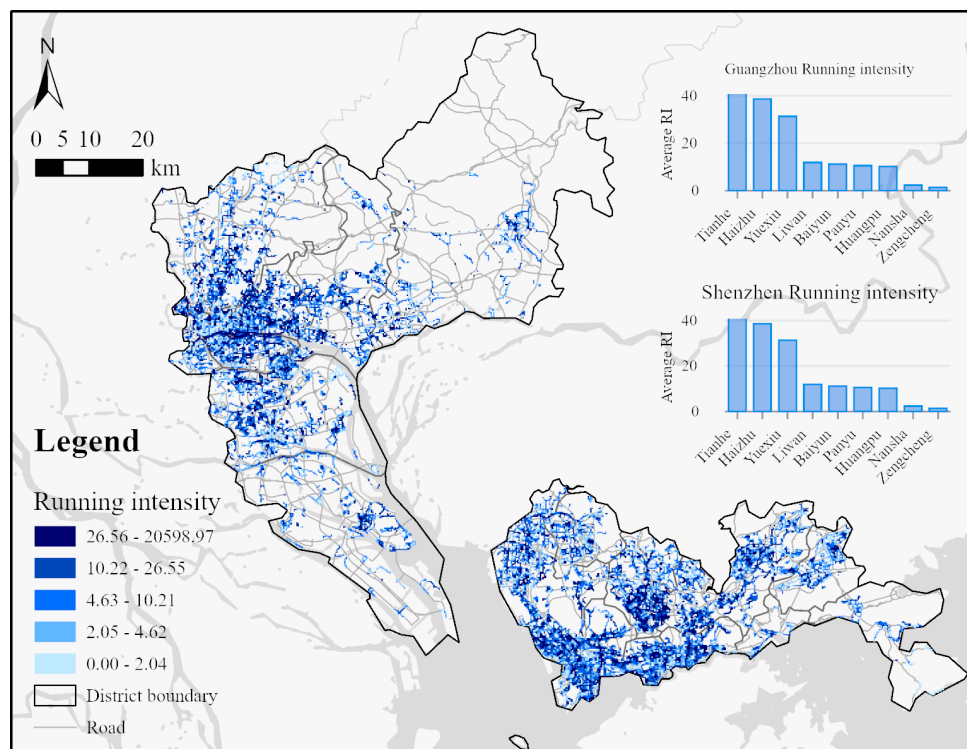 N
0 5 10 20
km
Guangzhou Running intensity
Average RI
40
20
0
Tianhe
Haizhu
Yuexiu
Liwan
Baiyun
Panyu
Huangpu
Nansha
Zengcheng
Shenzhen Running intensity
Average RI
40
20
0
Tianhe
Haizhu
Yuexiu
Liwan
Baiyun
Panyu
Huangpu
Nansha
Zengcheng
Legend
Running intensity
26.56 - 20598.97
10.22 - 26.55
4.63 - 10.21
2.05 - 4.62
0.00 - 2.04
District boundary
Road